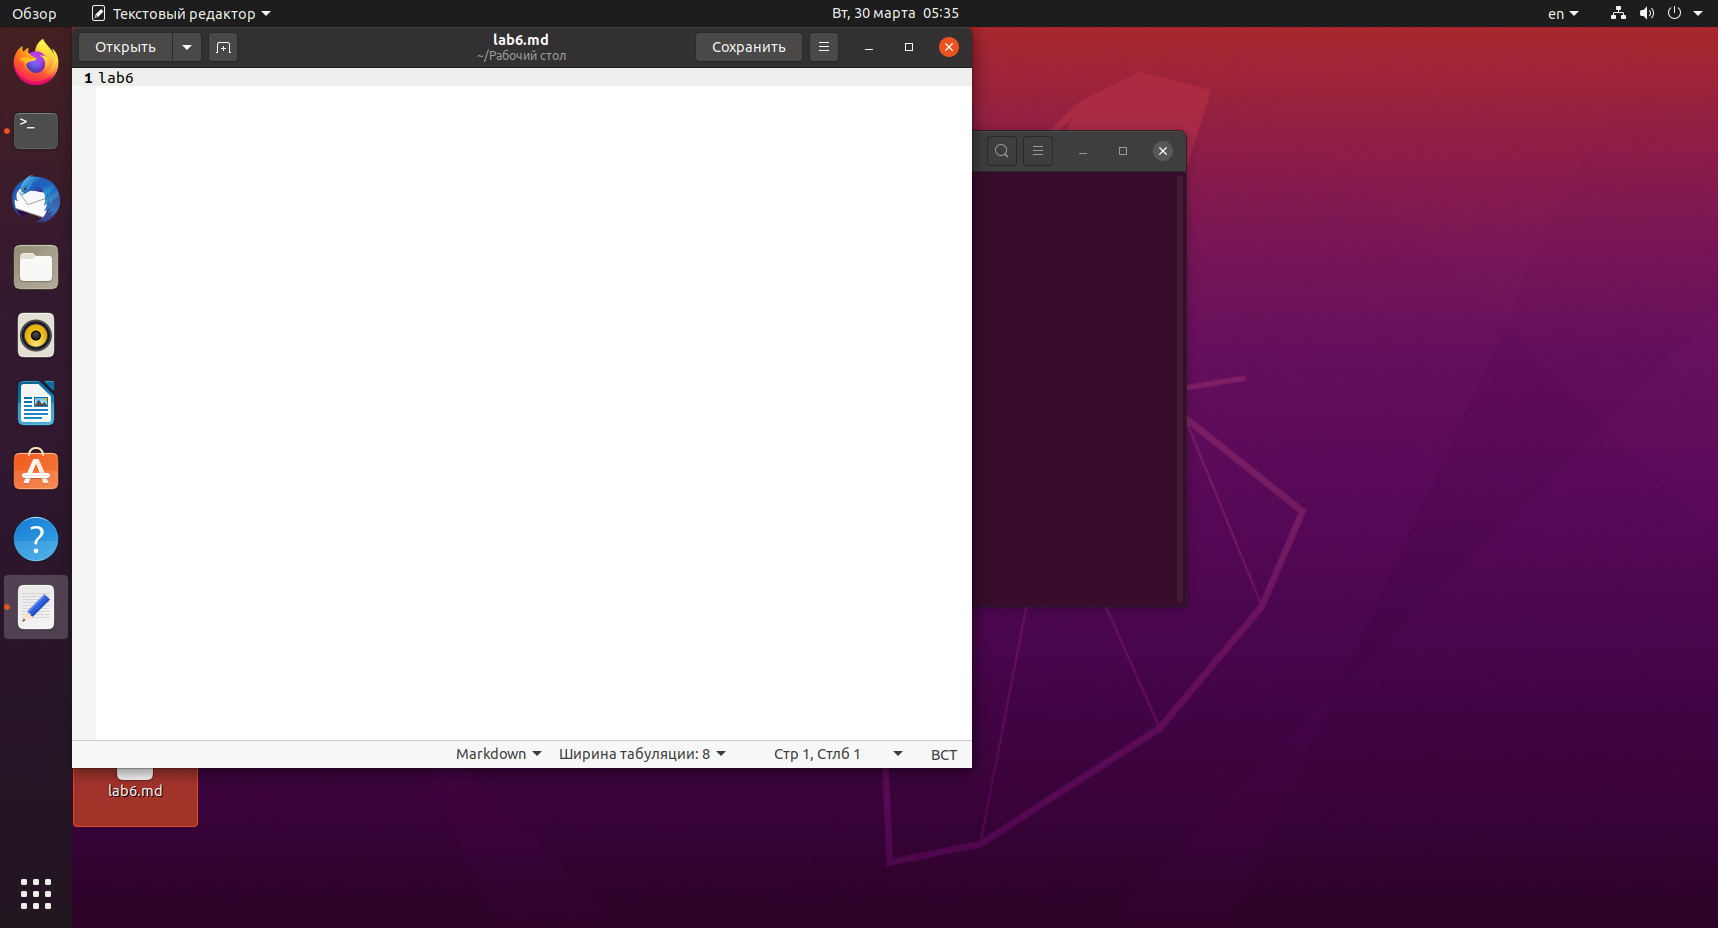 Обзор
Текстовый редактор
Вт, 30 марта 05:35
en
Открыть
lab6.md
~/Рабочий стол
Сохранить
1 lab6
>_
?
Markdown
Ширина табуляции: 8
Стр 1, Стлб 1
ВСТ
lab6.md